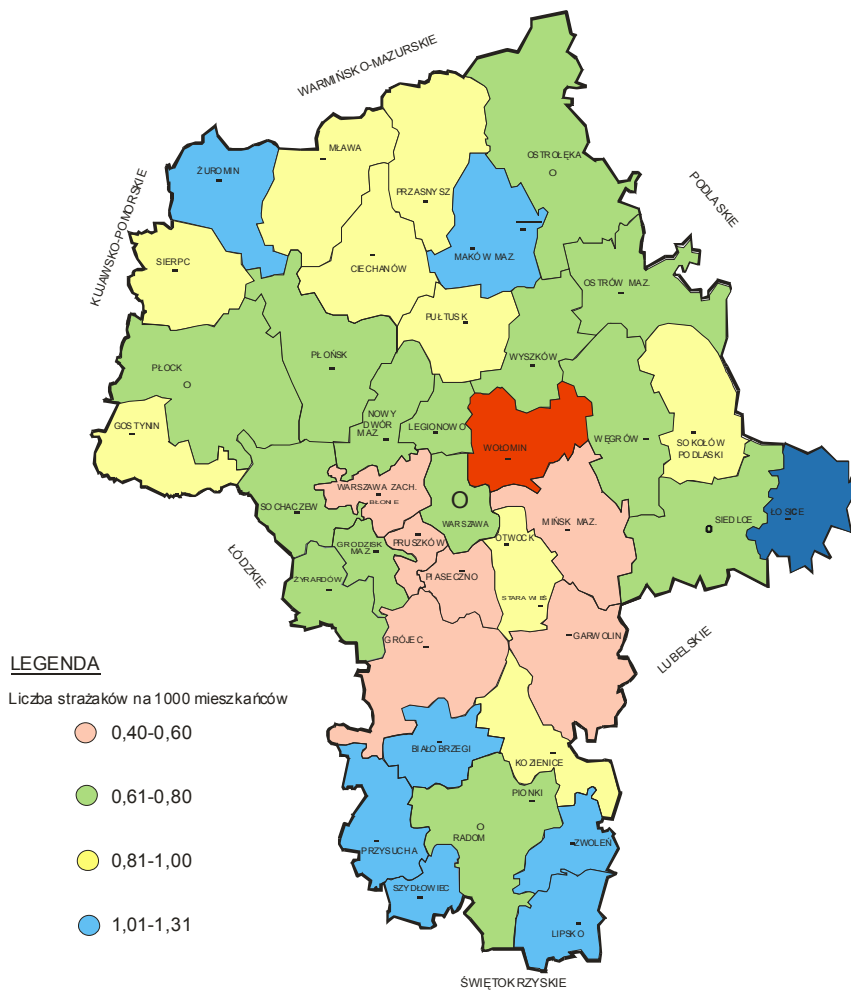 WARMIŃSKO-MAZURSKIE
KUJAWSKO-POMORSKIE
PODLASKIE
ŻUROMIN
MŁAWA
PRZASNYSZ
OSTROŁĘKA
SIERPC
CIECHANÓW
MAKÓW MAZ.
OSTRÓW MAZ.
PUŁTUSK
PŁOCK
PŁOŃSK
WYSZKÓW
GOSTYNIN
NOWY
DWÓR
MAZ.
LEGIONOWO
WOŁOMIN
WĘGRÓW
SOKOŁÓW
PODLASKI
WARSZAWA ZACH.
BŁONIE
SOCHACZEW
WARSZAWA
MIŃSK MAZ.
SIEDLCE
ŁOSICE
GRODZISK
MAZ.
PRUSZKÓW
OTWOCK
ŁÓDZKIE
ŻYRARDÓW
PIASECZNO
STARA WIEŚ
GRÓJEC
GARWOLIN
LUBELSKIE
LEGENDA
Liczba strażaków na 1000 mieszkańców
0,40-0,60
0,61-0,80
0,81-1,00
1,01-1,31
BIAŁOBRZEGI
KOZIENICE
PIONKI
RADOM
PRZYSUCHA
ZWOLEŃ
SZYDŁOWIEC
LIPSKO
ŚWIĘTOKRZYSKIE